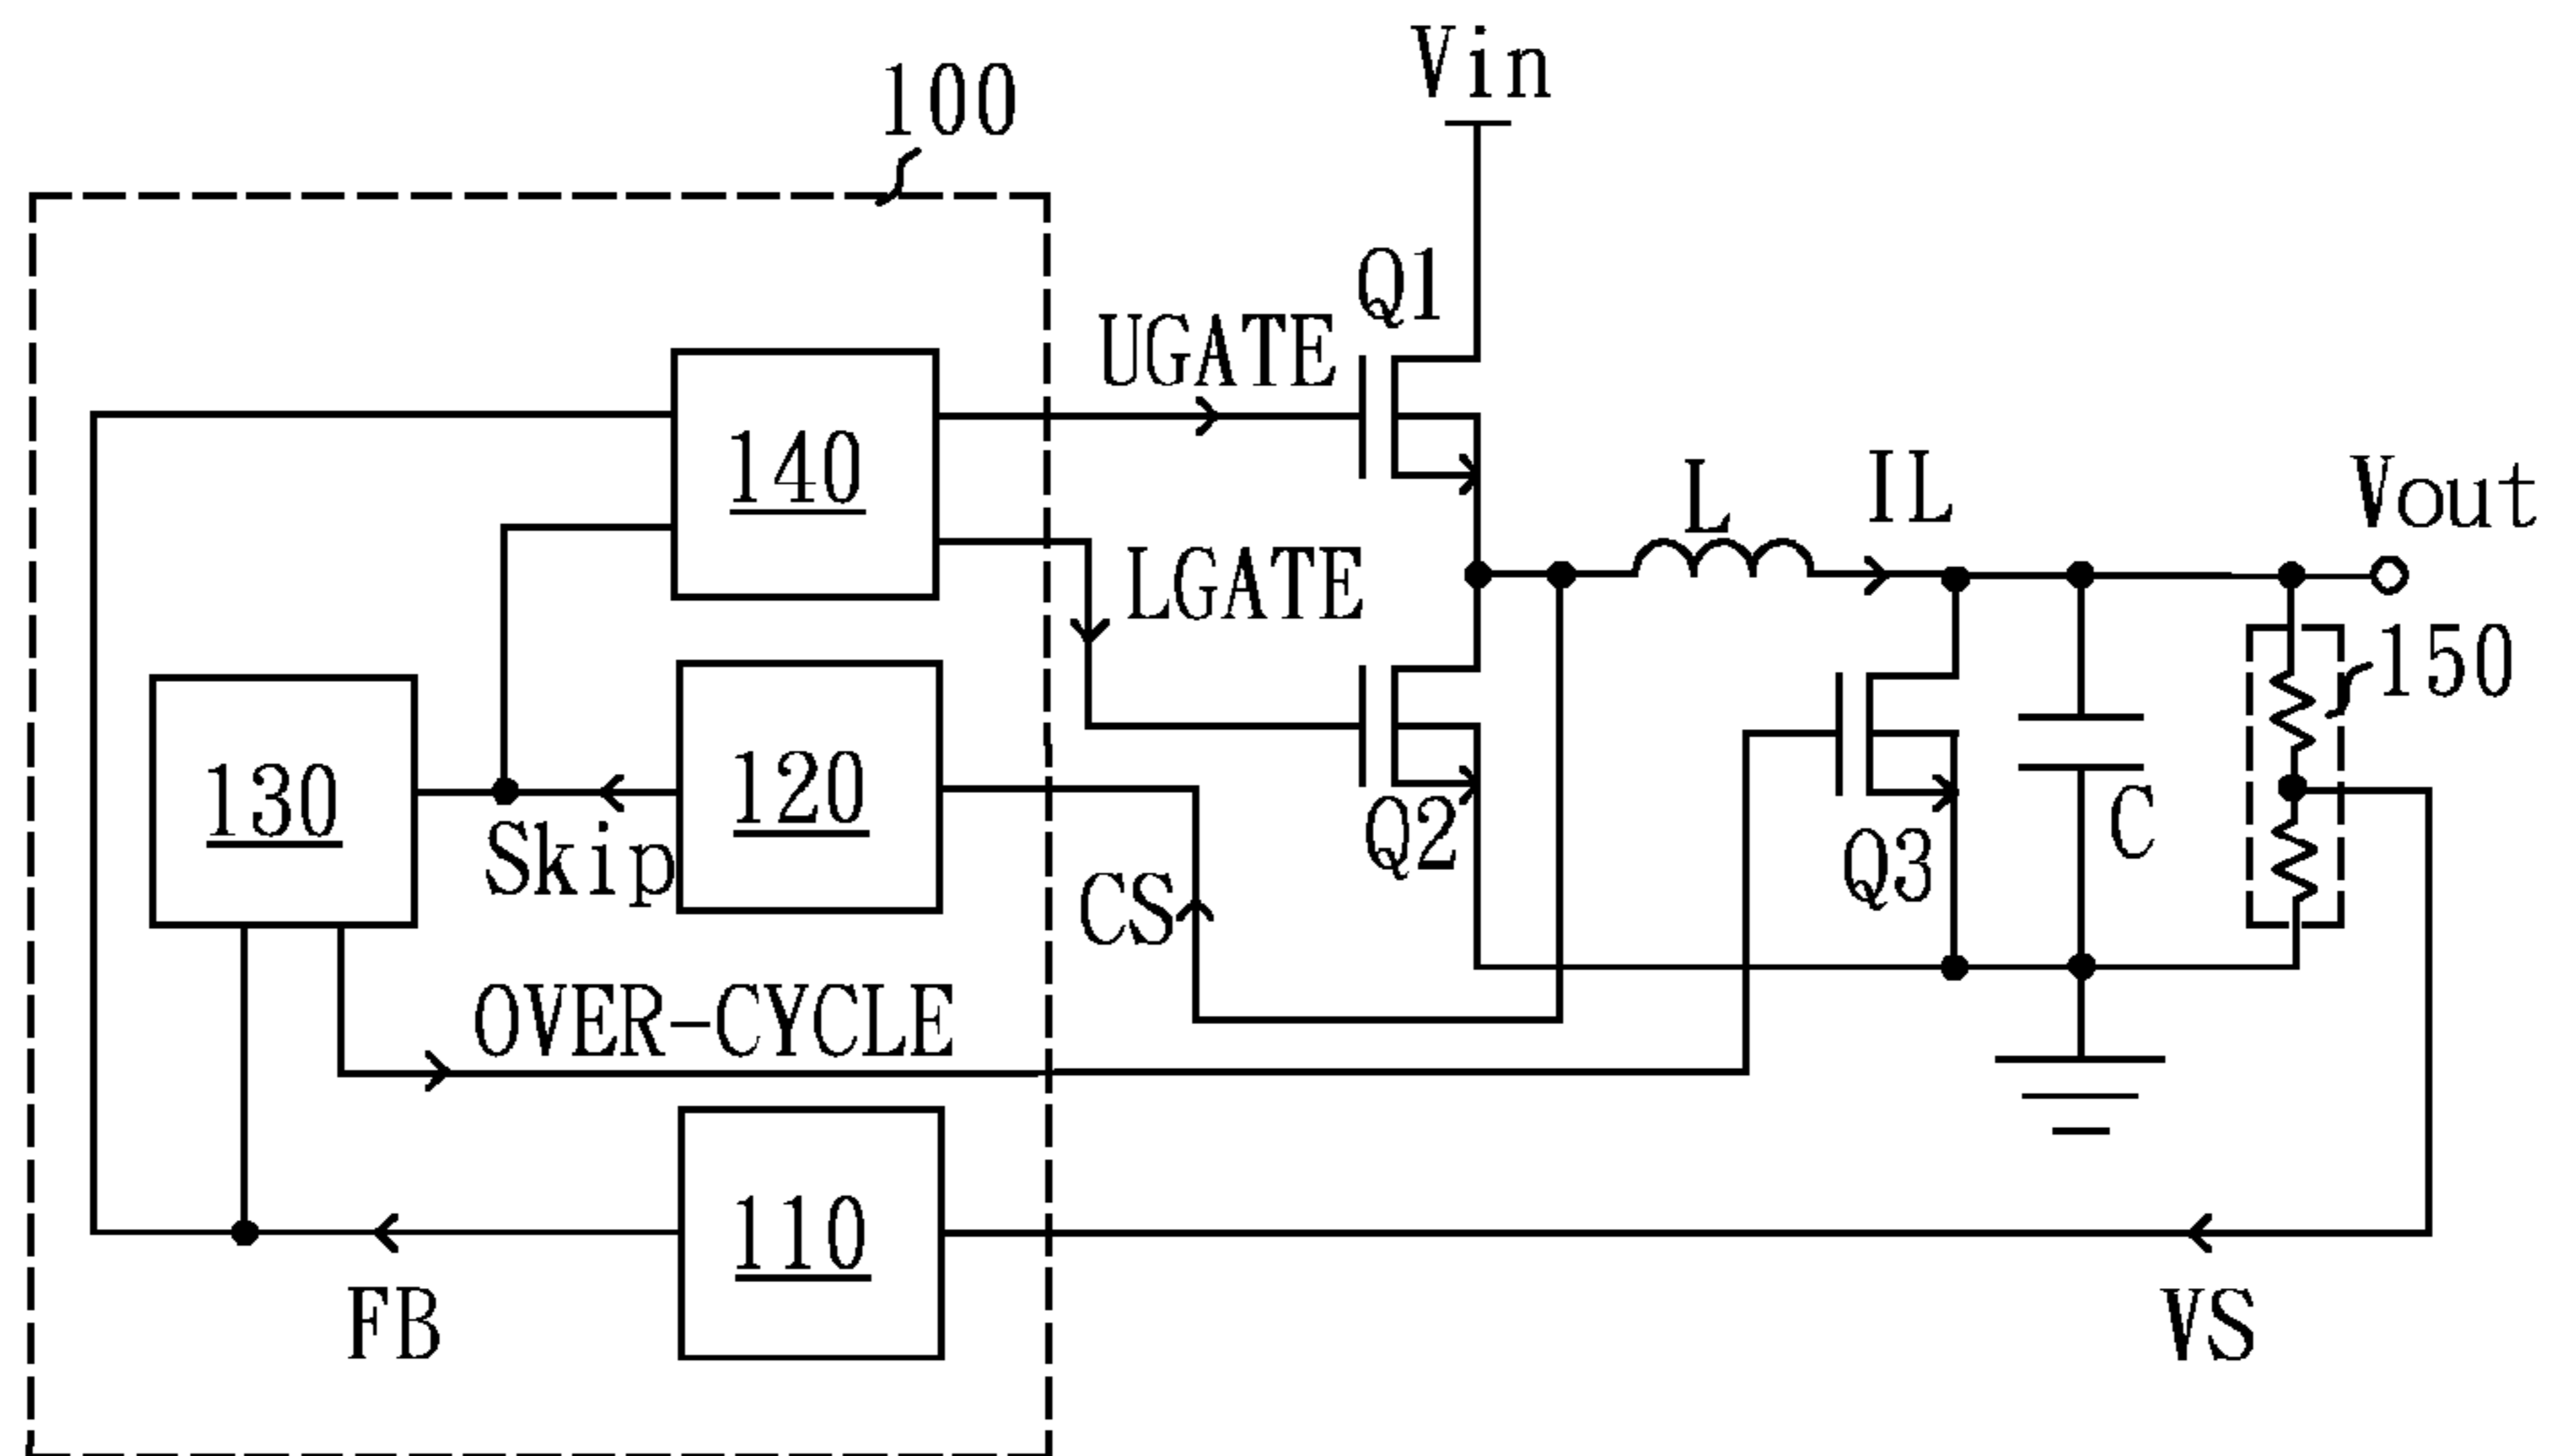 Vin
100
Q1
UGATE
140
L
IL
Vout
LGATE
150
130
120
Skip
Q2
CS
Q3
C
OVER-CYCLE
110
FB
VS